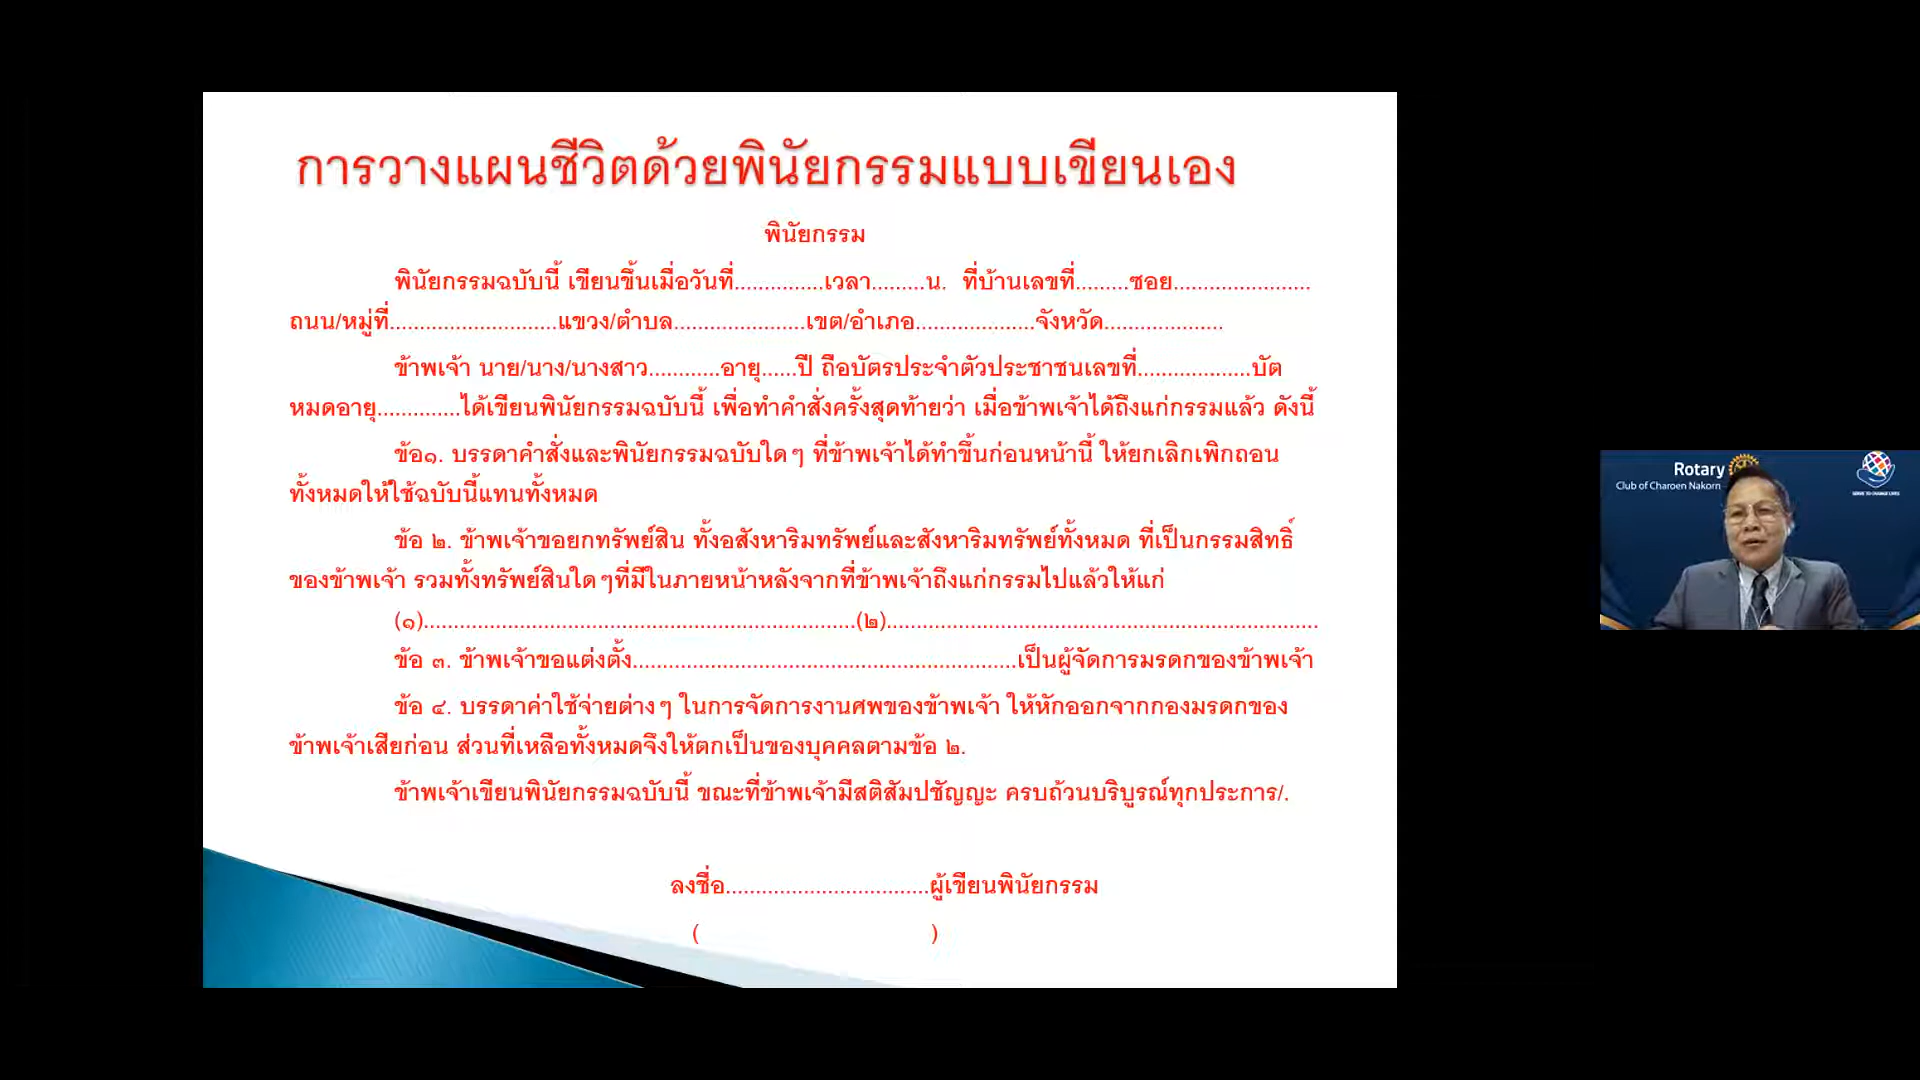 การวางแผนชีวิตด้วยพินัยกรรมแบบเขียนเอง
พินัยกรรม
พินัยกรรมฉบับนี้ เขียนขึ้นเมื่อวันที่...............เวลา.........น.  ที่บ้านเลขที่.........ซอย.......................
ถนน/หมู่ที่............................แขวง/ตำบล......................เขต/อำเภอ....................จังหวัด....................
ข้าพเจ้า นาย/นาง/นางสาว............อายุ......ปี ถือบัตรประจำตัวประชาชนเลขที่...................บัต
หมดอายุ..............ได้เขียนพินัยกรรมฉบับนี้ เพื่อทำคำสั่งครั้งสุดท้ายว่า เมื่อข้าพเจ้าได้ถึงแก่กรรมแล้ว ดังนี้
ข้อ๑. บรรดาคำสั่งและพินัยกรรมฉบับใดๆ ที่ข้าพเจ้าได้ทำขึ้นก่อนหน้านี้ ให้ยกเลิกเพิกถอน
ทั้งหมดให้ใช้ฉบับนี้แทนทั้งหมด
ข้อ ๒. ข้าพเจ้าขอยกทรัพย์สิน ทั้งอสังหาริมทรัพย์และสังหาริมทรัพย์ทั้งหมด ที่เป็นกรรมสิทธิ์
ของข้าพเจ้า รวมทั้งทรัพย์สินใดๆที่มีในภายหน้าหลังจากที่ข้าพเจ้าถึงแก่กรรมไปแล้วให้แก่
(๑)........................................................................(๒)........................................................................
ข้อ ๓. ข้าพเจ้าขอแต่งตั้ง................................................................เป็นผู้จัดการมรดกของข้าพเจ้า
ข้อ ๔. บรรดาค่าใช้จ่ายต่างๆ ในการจัดการงานศพของข้าพเจ้า ให้หักออกจากกองมรดกของ
ข้าพเจ้าเสียก่อน ส่วนที่เหลือทั้งหมดจึงให้ตกเป็นของบุคคลตามข้อ ๒.
ข้าพเจ้าเขียนพินัยกรรมฉบับนี้ ขณะที่ข้าพเจ้ามีสติสัมปชัญญะ ครบถ้วนบริบูรณ์ทุกประการ/.
ลงชื่อ..................................ผู้เขียนพินัยกรรม
(                    )
Rotary
Club of Charoen Nakorn
SERVE TO CHANGE LIVES